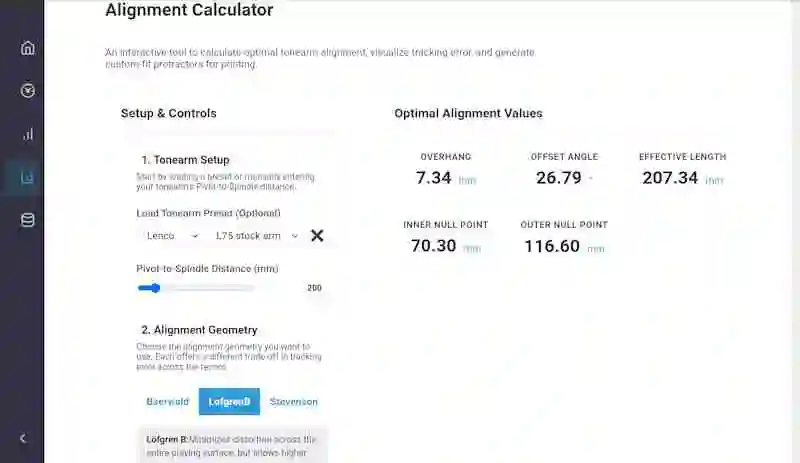 Alignment Calculator
An interactive tool to calculate optimal tonearm alignment, visualize tracking error, and generate
custom-fit protractors for printing.
Setup & Controls
1. Tonearm Setup
Start by loading a preset or manually entering
your tonearm's Pivot-to-Spindle distance.
Load Tonearm Preset (Optional)
Lenco L75 stock arm
Pivot-to-Spindle Distance (mm)
200
2. Alignment Geometry
Choose the alignment geometry you want to
use. Each offers a different trade-off in tracking
error across the record.
Baerwald LofgrenB Stevenson
Lofgren B: Minimized distortion across the
entire playing surface, but allows higher
Optimal Alignment Values
OVERHANG OFFSET ANGLE EFFECTIVE LENGTH
7.34 mm 26.79 ° 207.34 mm
INNER NULL POINT OUTER NULL POINT
70.30 mm 116.60 mm